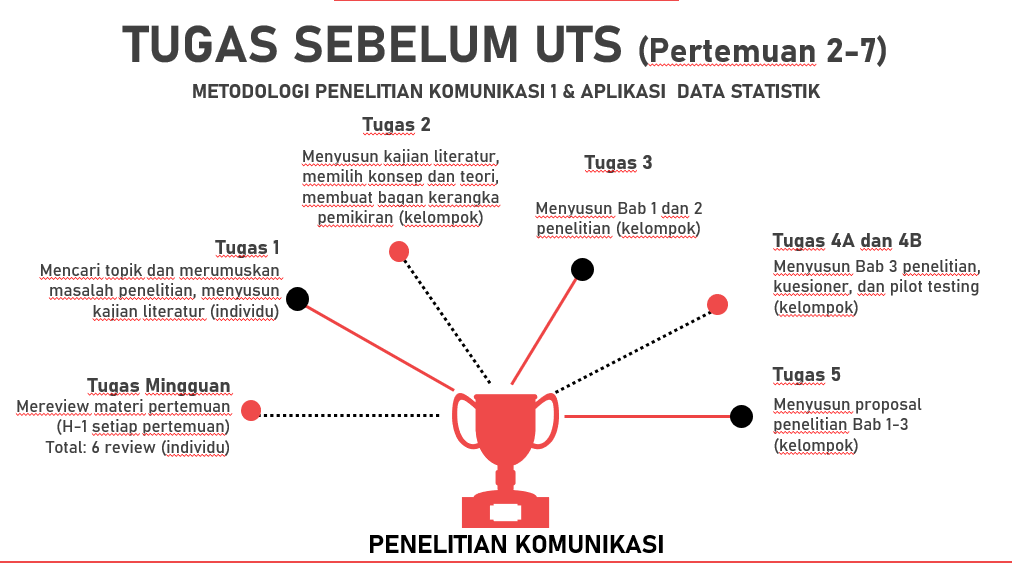 TUGAS SEBELUM UTS (Pertemuan 2-7)
METODOLOGI PENELITIAN KOMUNIKASI 1 & APLIKASI DATA STATISTIK
Tugas Mingguan
Mereview materi pertemuan
(H-1 setiap pertemuan)
Total: 6 review (individu)
Tugas 1
Mencari topik dan merumuskan
masalah penelitian, menyusun
kajian literatur (individu)
Tugas 2
Menyusun kajian literatur,
memilih konsep dan teori,
membuat bagan kerangka
pemikiran (kelompok)
Tugas 3
Menyusun Bab 1 dan 2
penelitian (kelompok)
Tugas 4A dan 4B
Menyusun Bab 3 penelitian,
kuesioner, dan pilot testing
(kelompok)
Tugas 5
Menyusun proposal
penelitian Bab 1-3
(kelompok)
PENELITIAN KOMUNIKASI